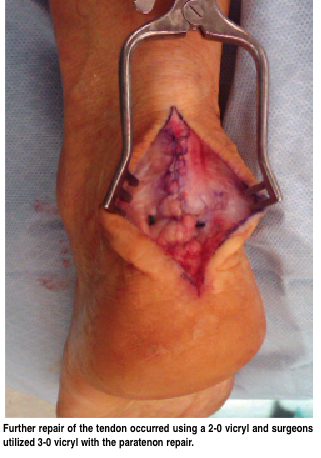 Further repair of the tendon occurred using a 2-0 vicryl and surgeons
utilized 3-0 vicryl with the paratenon repair.